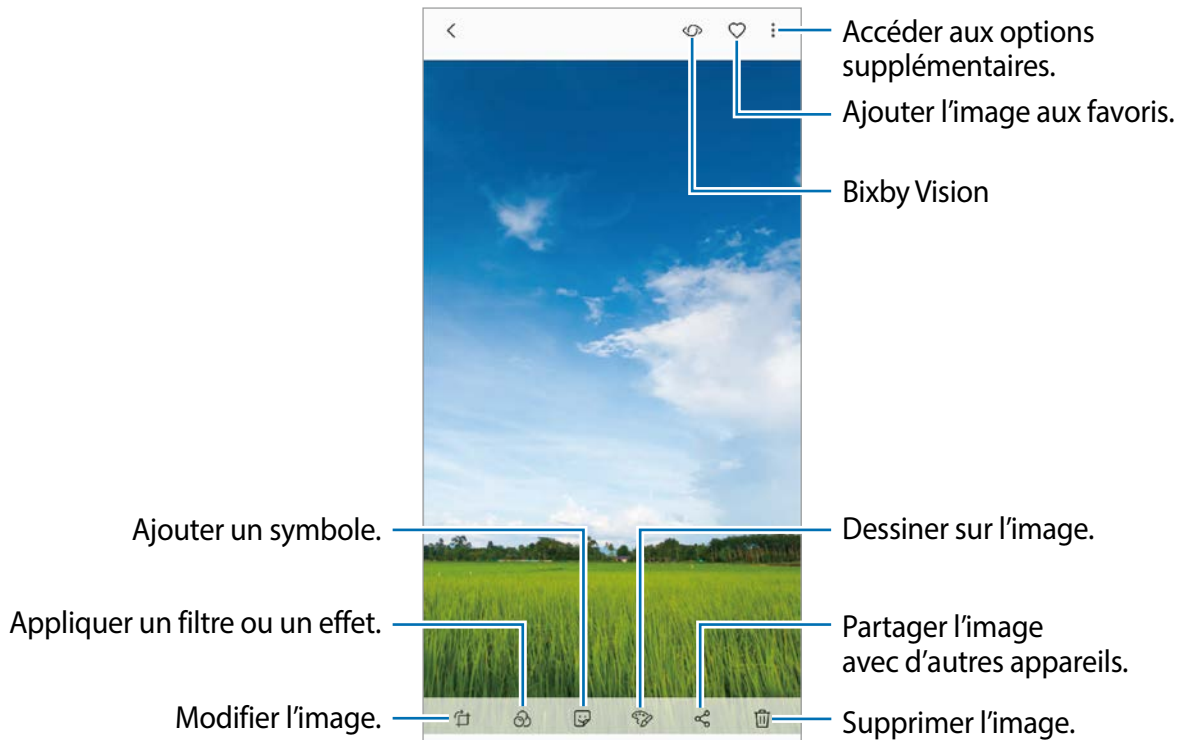 Accéder aux options
supplémentaires.
Ajouter l’image aux favoris.
Bixby Vision
Ajouter un symbole.
Dessiner sur l’image.
Appliquer un filtre ou un effet.
Partager l’image
avec d’autres appareils.
Modifier l’image.
Supprimer l’image.